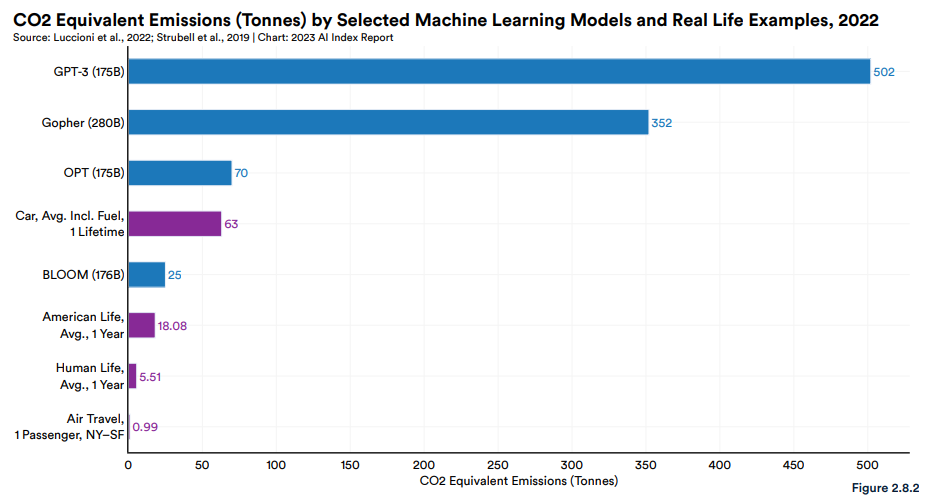 CO2 Equivalent Emissions (Tonnes) by Selected Machine Learning Models and Real Life Examples, 2022
Source: Luccioni et al., 2022; Strubell et al., 2019 | Chart: 2023 AI Index Report
GPT-3 (175B)
502
Gopher (280B)
352
OPT (175B)
70
Car, Avg. Incl. Fuel,
1 Lifetime
63
BLOOM (176B)
25
American Life,
Avg., 1 Year
18.08
Human Life,
Avg., 1 Year
5.51
Air Travel,
1 Passenger, NY–SF
0.99
0 50 100 150 200 250 300 350 400 450 500
CO2 Equivalent Emissions (Tonnes)
Figure 2.8.2